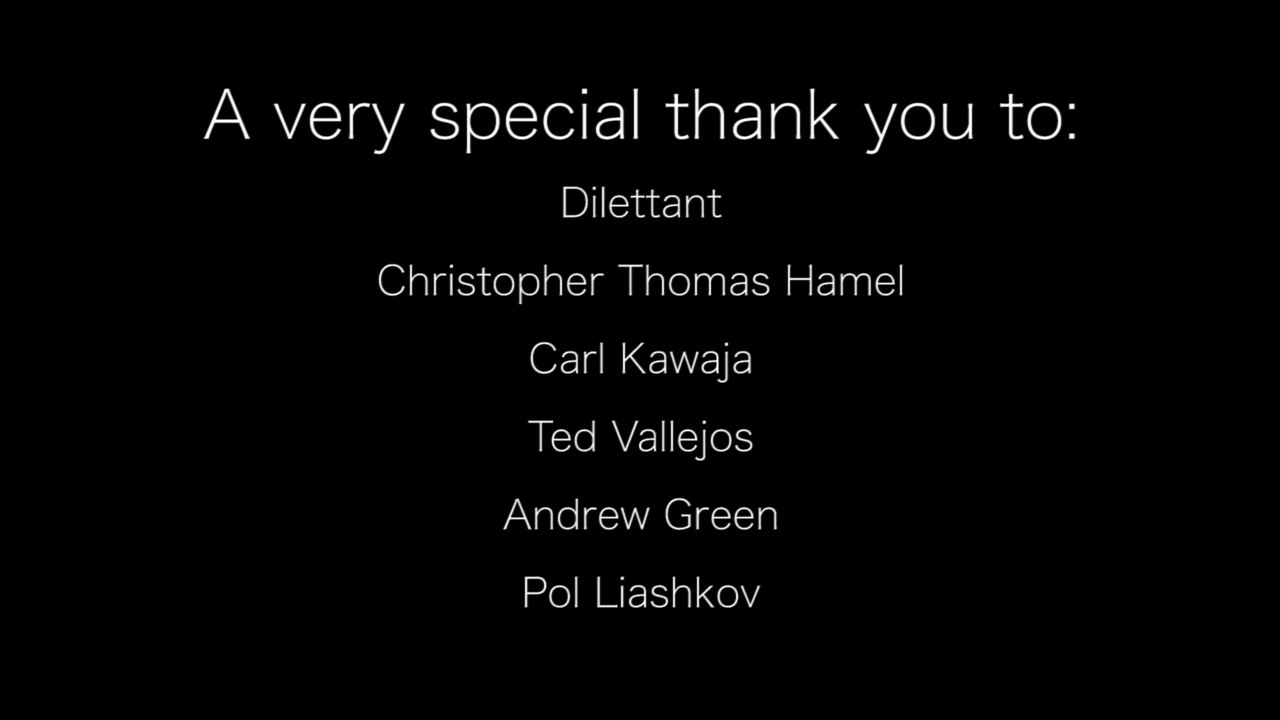 A very special thank you to:
Dilettant
Christopher Thomas Hamel
Carl Kawaja
Ted Vallejos
Andrew Green
Pol Liashkov